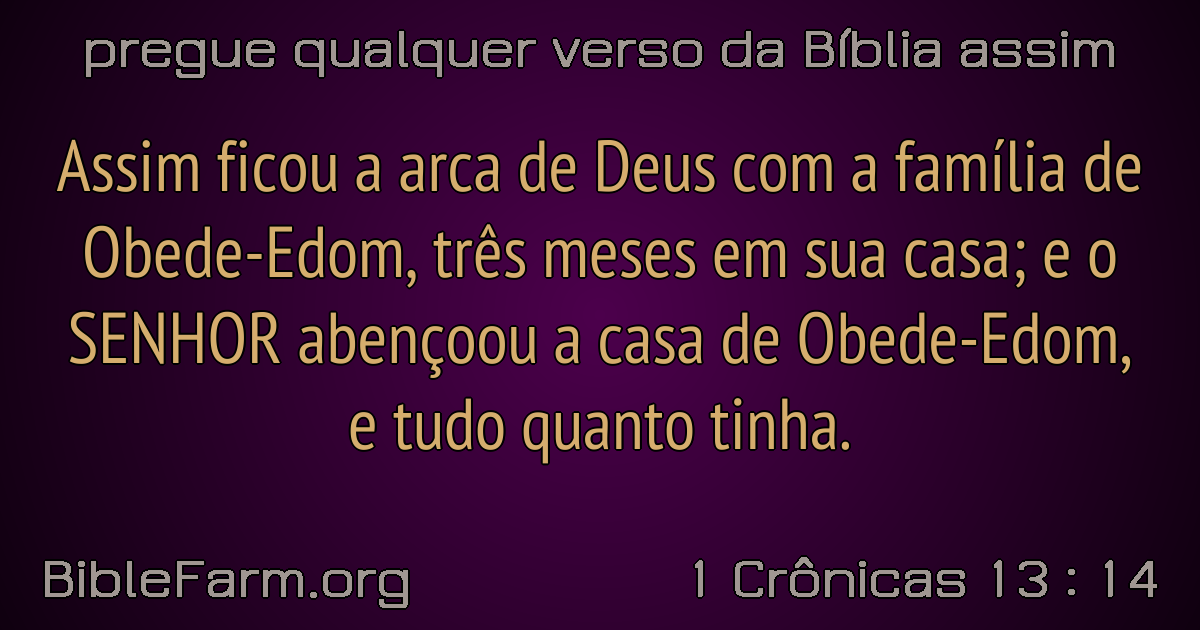 pregue qualquer verso da Bíblia assim
Assim ficou a arca de Deus com a família de
Obede-Edom, três meses em sua casa; e o
SENHOR abençoou a casa de Obede-Edom,
e tudo quanto tinha.
BibleFarm.org
1 Crônicas 13 : 14